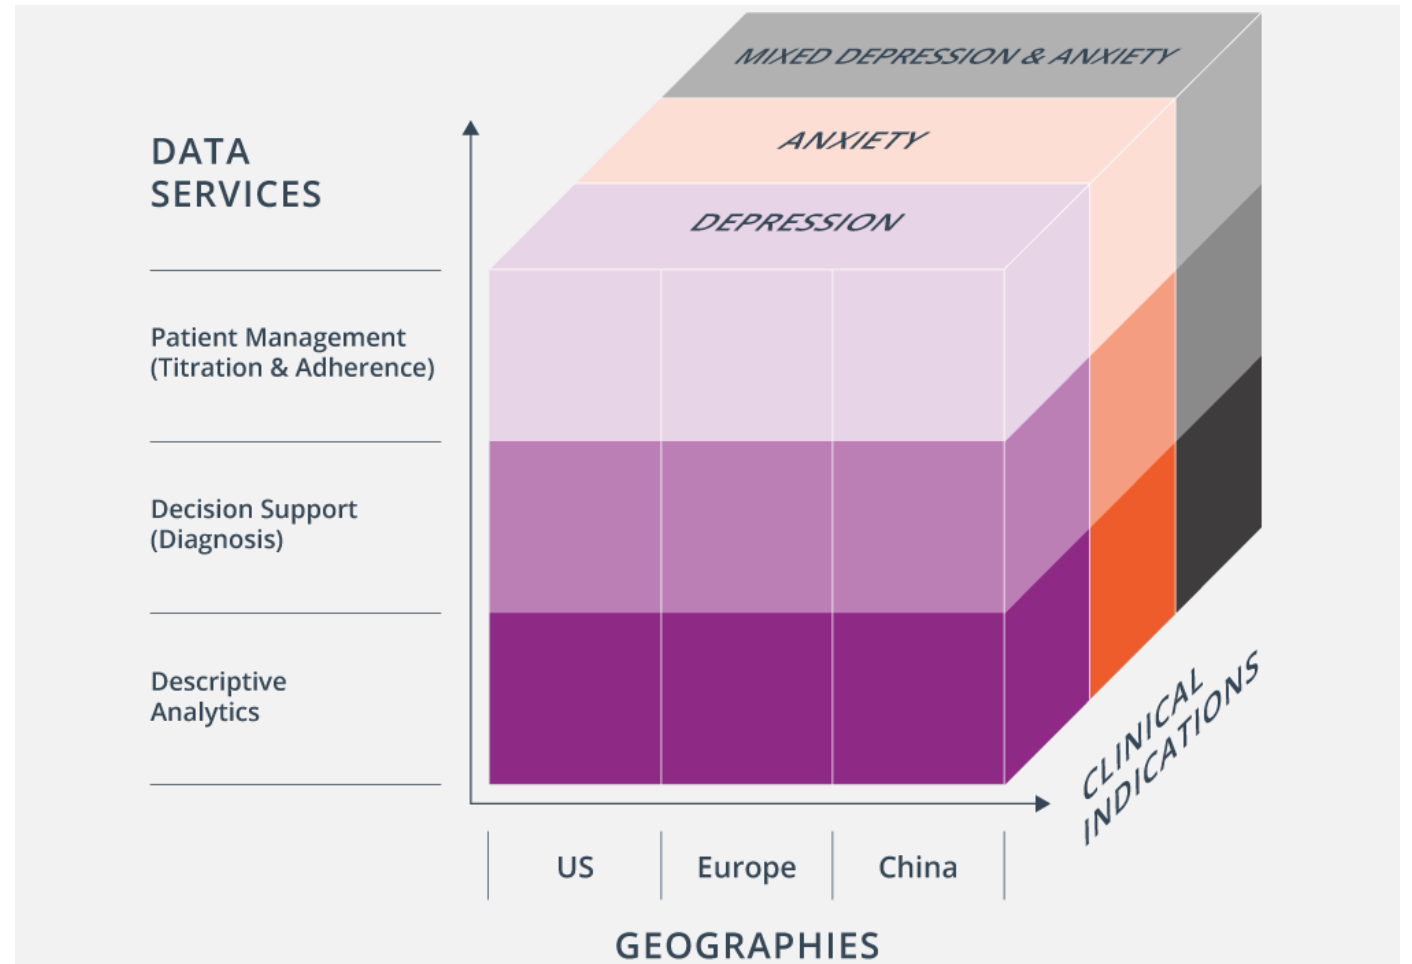 MIXED DEPRESSION & ANXIETY
ANXIETY
DEPRESSION
DATA
SERVICES
Patient Management
(Titration & Adherence)
Decision Support
(Diagnosis)
Descriptive
Analytics
CLINICAL
INDICATIONS
US
Europe
China
GEOGRAPHIES